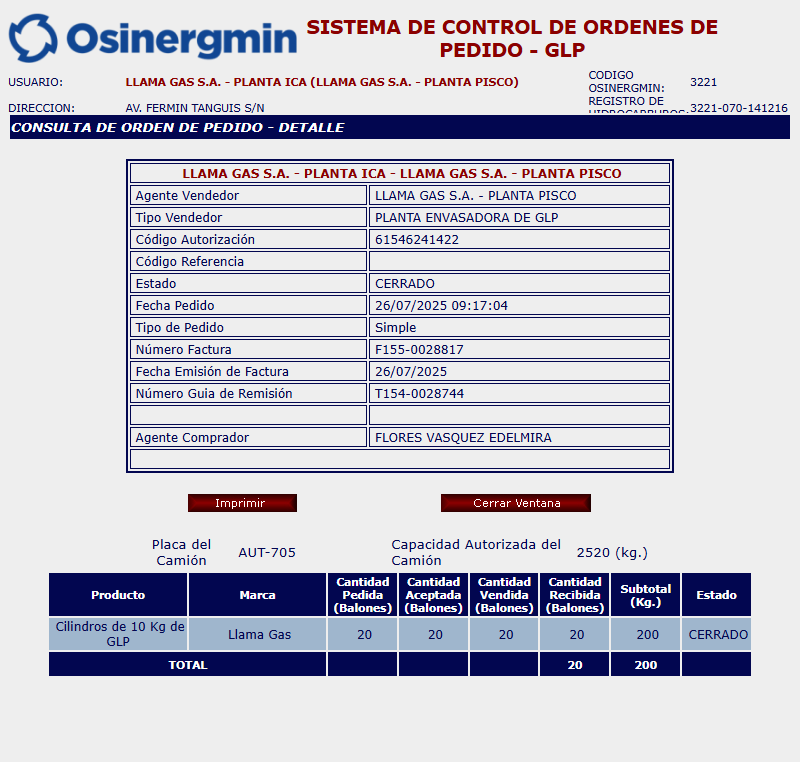 Osinergmin
SISTEMA DE CONTROL DE ORDENES DE
PEDIDO - GLP
USUARIO: LLAMA GAS S.A. - PLANTA ICA (LLAMA GAS S.A. - PLANTA PISCO) CODIGO OSINERGMIN: 3221
DIRECCION: AV. FERMIN TANGUIS S/N REGISTRO DE HIDROCARBUROS: 3221-070-141216
CONSULTA DE ORDEN DE PEDIDO - DETALLE
LLAMA GAS S.A. - PLANTA ICA - LLAMA GAS S.A. - PLANTA PISCO
Agente Vendedor LLAMA GAS S.A. - PLANTA PISCO
Tipo Vendedor PLANTA ENVASADORA DE GLP
Código Autorización 61546241422
Código Referencia
Estado CERRADO
Fecha Pedido 26/07/2025 09:17:04
Tipo de Pedido Simple
Número Factura F155-0028817
Fecha Emisión de Factura 26/07/2025
Número Guia de Remisión T154-0028744
Agente Comprador FLORES VASQUEZ EDELMIRA
Imprimir Cerrar Ventana
Placa del Camión AUT-705 Capacidad Autorizada del Camión 2520 (kg.)
Producto Marca Cantidad Pedida (Balones) Cantidad Aceptada (Balones) Cantidad Vendida (Balones) Cantidad Recibida (Balones) Subtotal (Kg.) Estado
Cilindros de 10 Kg de GLP Llama Gas 20 20 20 20 200 CERRADO
TOTAL 20 200